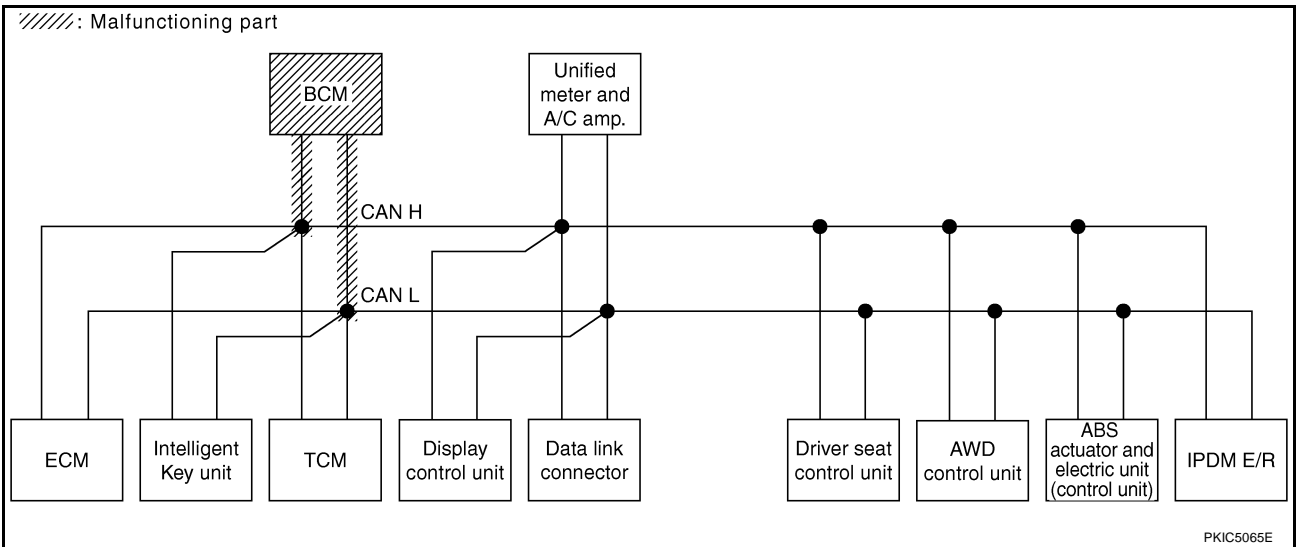 : Malfunctioning part
BCM
Unified
meter and
A/C amp.
CAN H
CAN L
ECM
Intelligent
Key unit
TCM
Display
control unit
Data link
connector
Driver seat
control unit
AWD
control unit
ABS
actuator and
electric unit
(control unit)
IPDM E/R
PKIC5065E